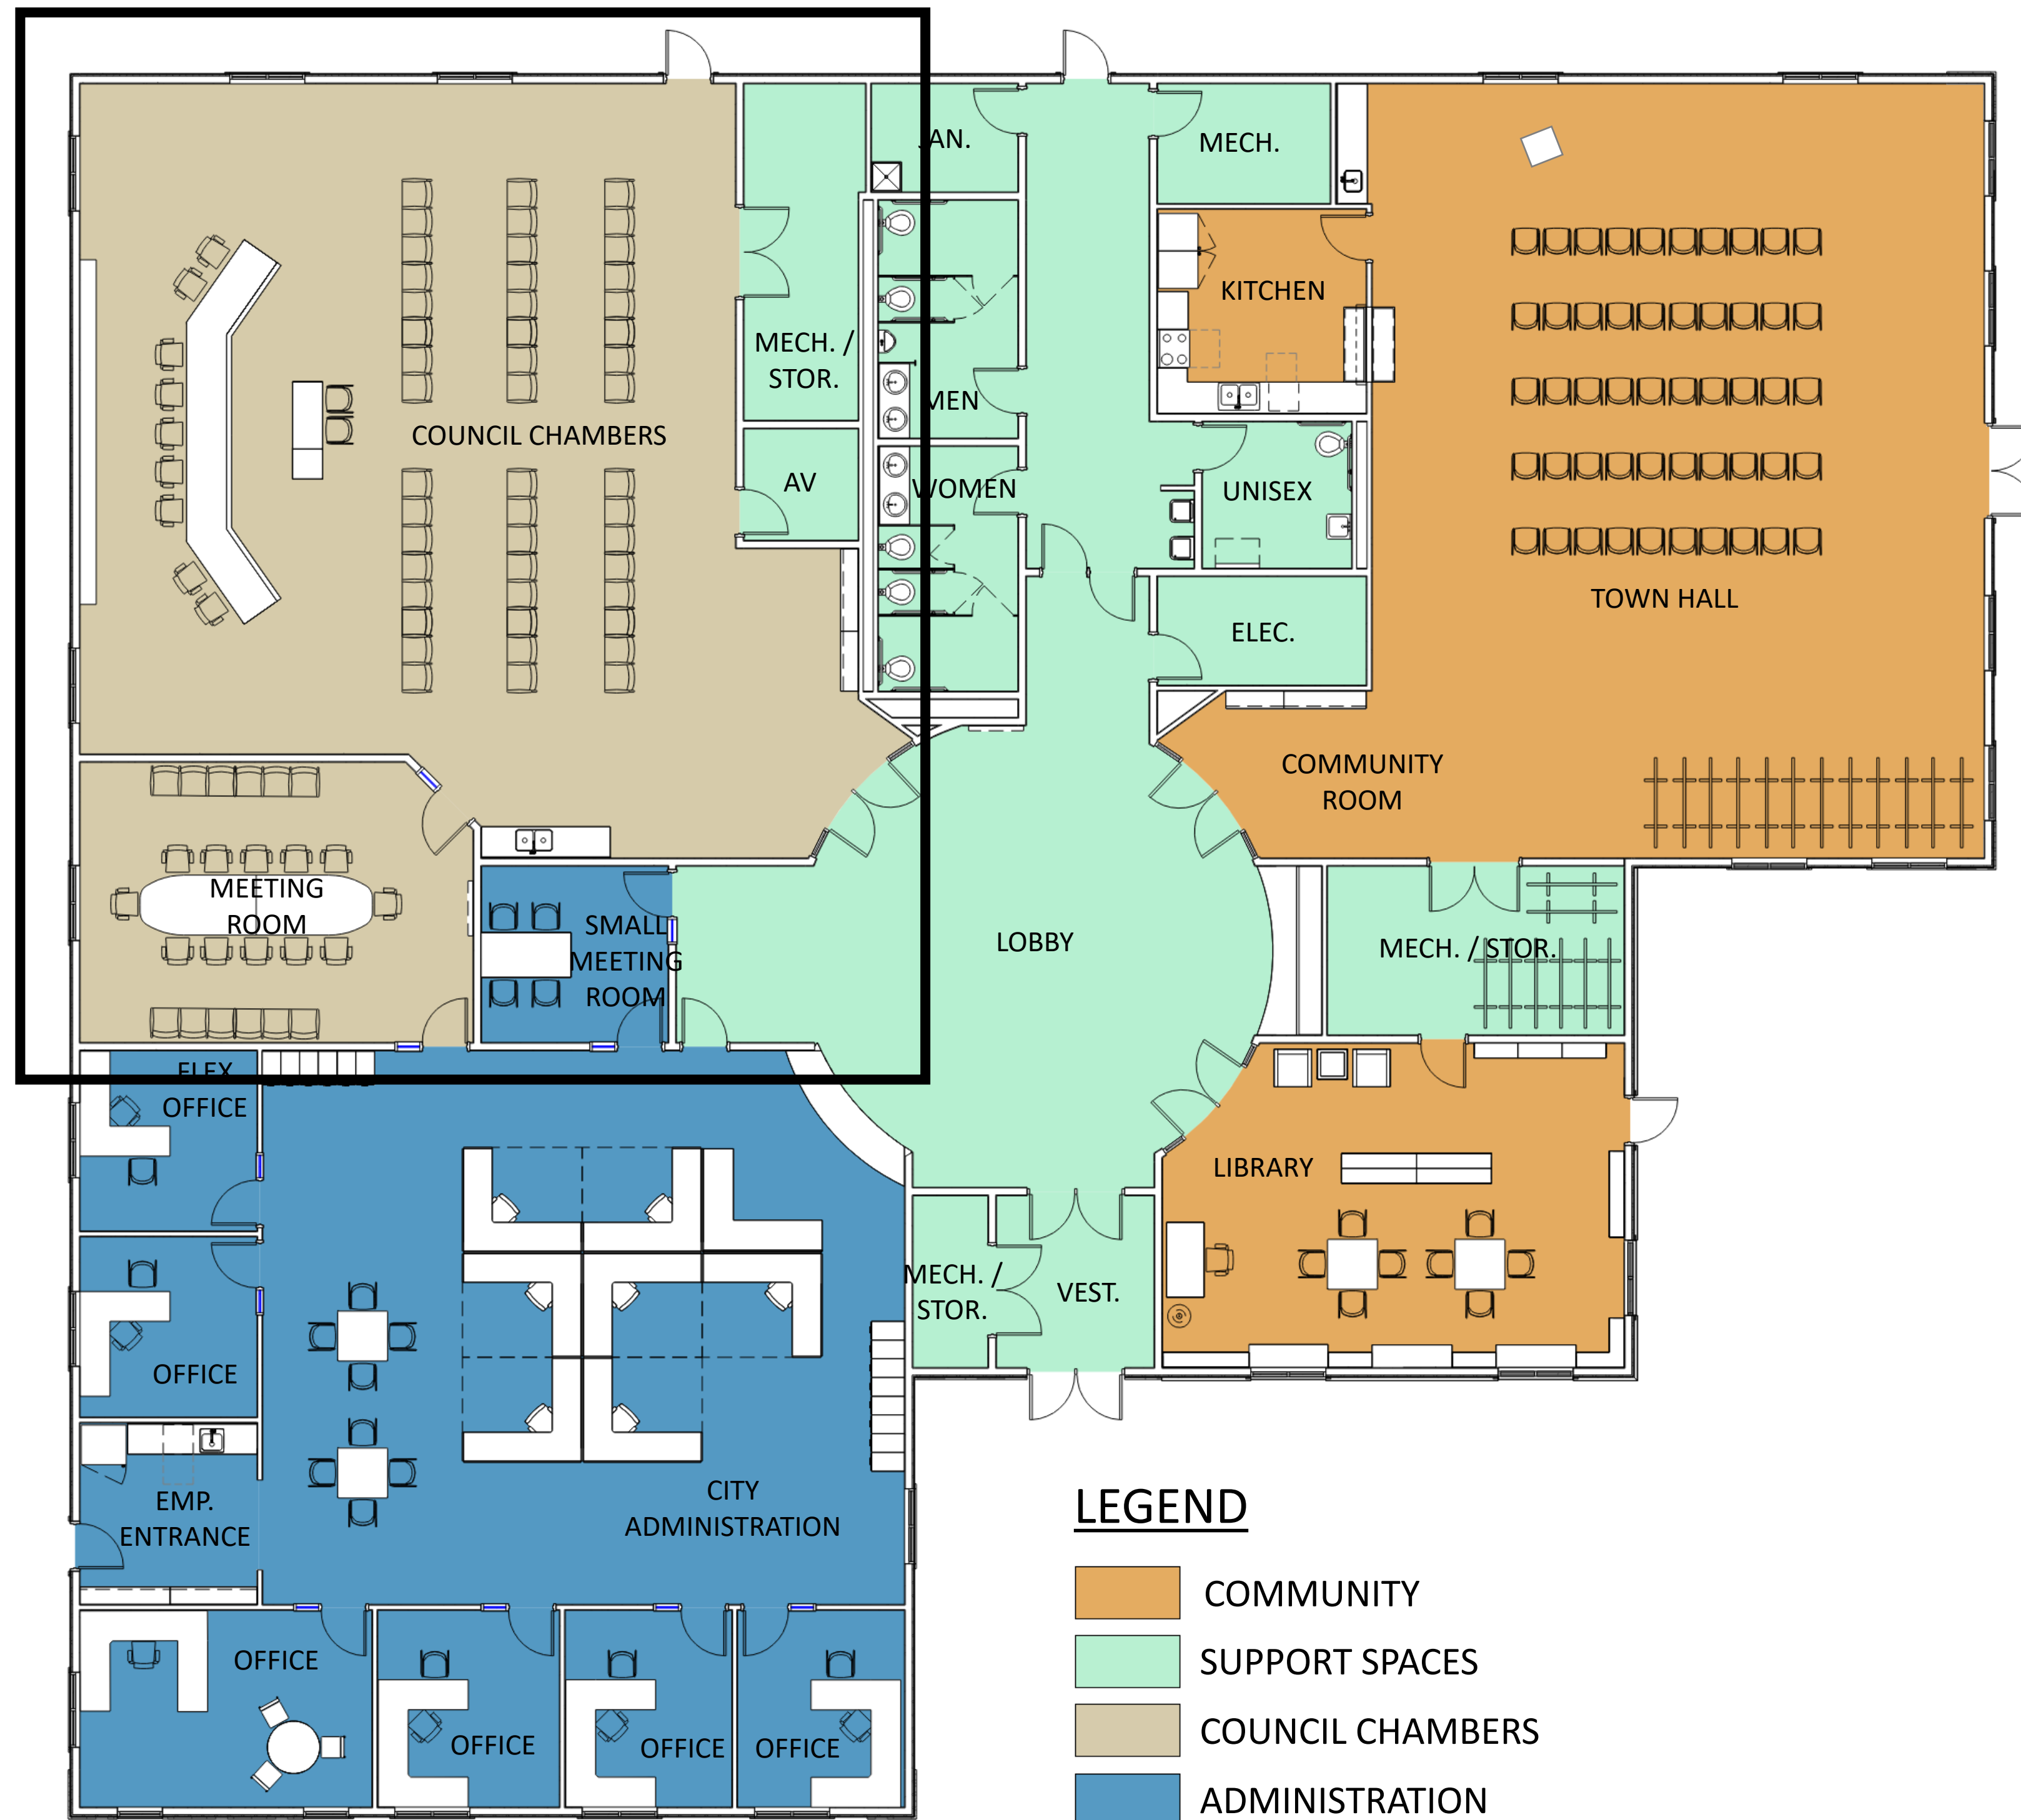 JAN.
MECH.
KITCHEN
MECH. /
STOR.
MEN
COUNCIL CHAMBERS
AV
WOMEN
UNISEX
TOWN HALL
ELEC.
COMMUNITY
ROOM
MEETING
ROOM
SMALL
MEETING
ROOM
LOBBY
MECH. / STOR.
FLEX
OFFICE
LIBRARY
MECH. /
STOR.
VEST.
OFFICE
EMP.
ENTRANCE
CITY
ADMINISTRATION
OFFICE
OFFICE
OFFICE
OFFICE
LEGEND
COMMUNITY
SUPPORT SPACES
COUNCIL CHAMBERS
ADMINISTRATION